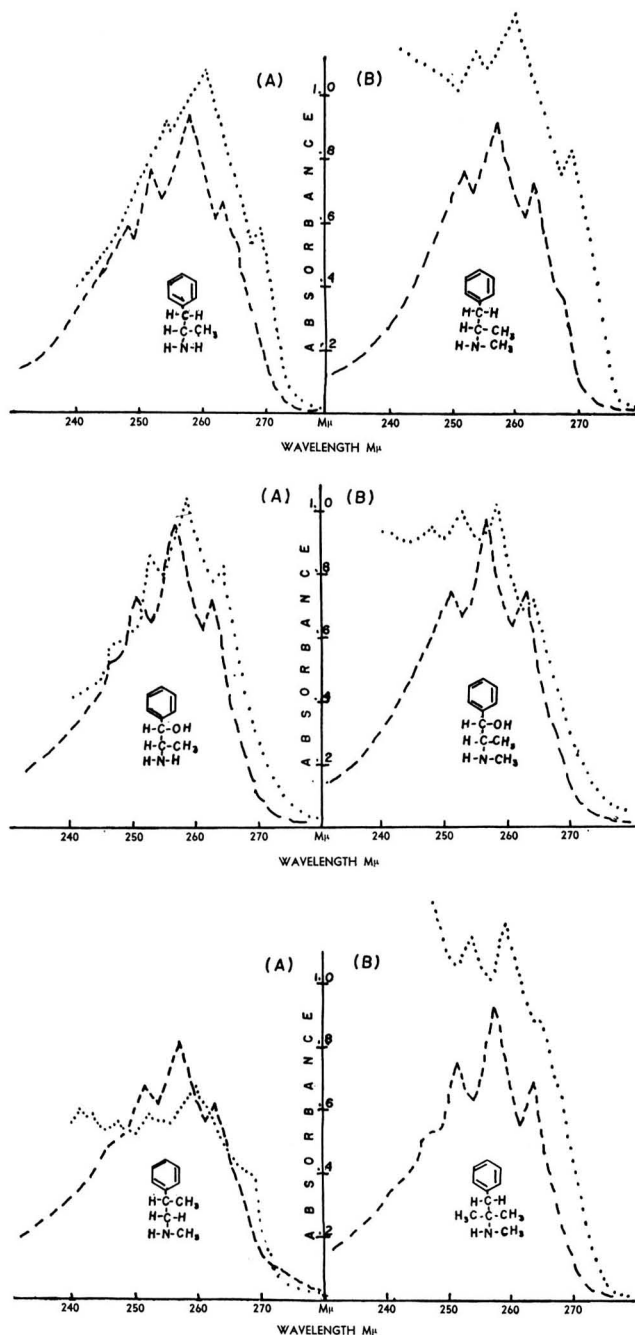 (A) (B)
ABSORBANCE
1.0
.8
.6
.4
.2
H-C-H
H-C-CH₃
H-N-H
H-C-H
H-C-CH₃
H-N-CH₃
240 250 260 270 Mμ 240 250 260 270
WAVELENGTH Mμ
(A) (B)
ABSORBANCE
1.0
.8
.6
.4
.2
H-C-OH
H-C-CH₃
H-N-H
H-C-OH
H-C-CH₃
H-N-CH₃
240 250 260 270 Mμ 240 250 260 270
WAVELENGTH Mμ
(A) (B)
ABSORBANCE
1.0
.8
.6
.4
.2
H-C-CH₃
H-C-H
H-N-CH₃
H-C-H
H₃C-C-CH₃
H-N-CH₃
240 250 260 270 Mμ 240 250 260 270
WAVELENGTH Mμ